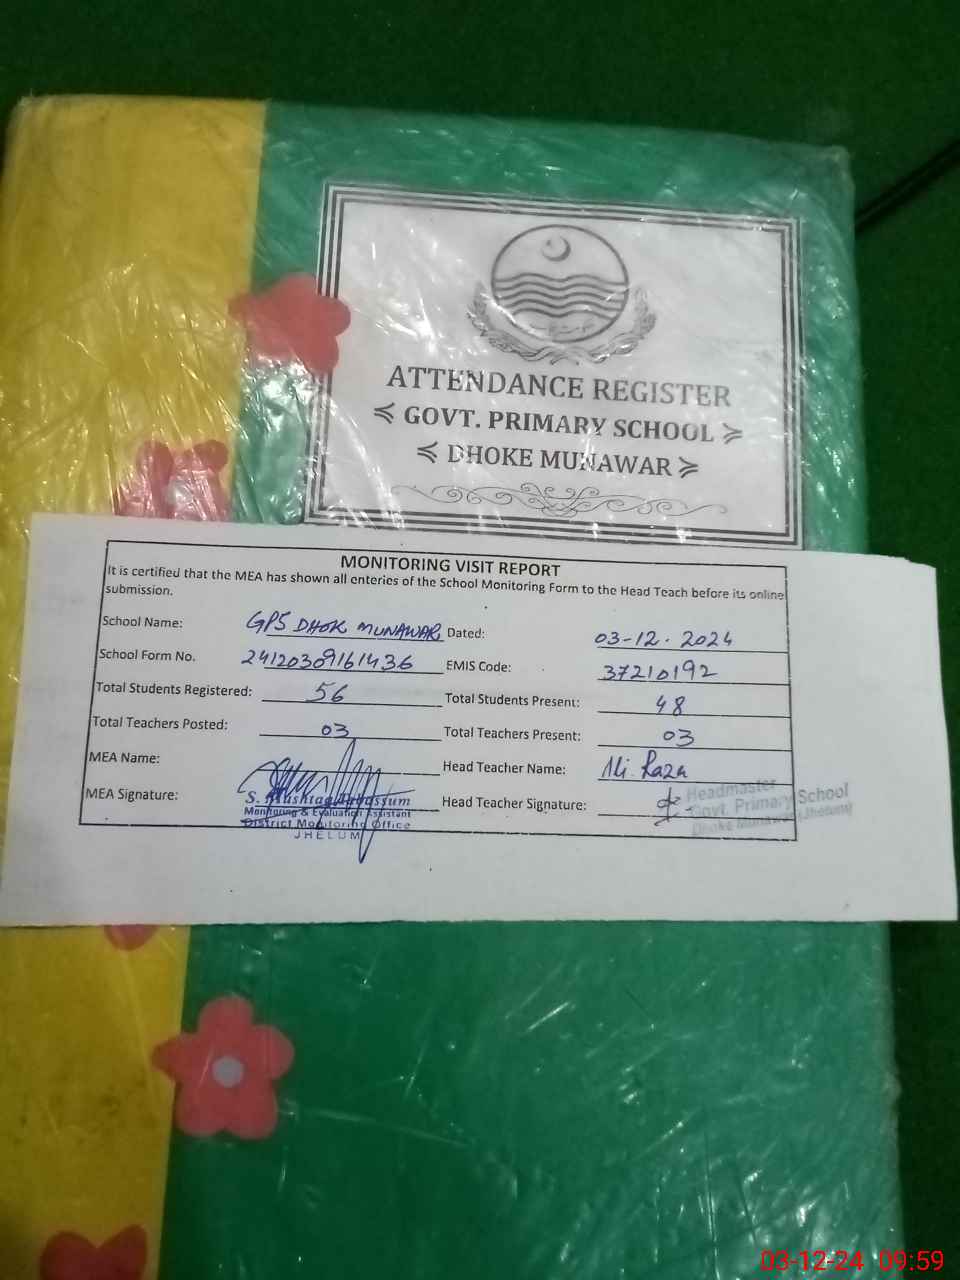 ATTENDANCE REGISTER
GOVT. PRIMARY SCHOOL
DHOKE MUNAWAR
MONITORING VISIT REPORT
It is certified that the MEA has shown all enteries of the School Monitoring Form to the Head Teach before its online
submission.
School Name: GPS DHOK MUNAWAR Dated: 03-12.2024
School Form No. 24120309161436 EMIS Code: 37210192
Total Students Registered: 56 Total Students Present: 48
Total Teachers Posted: 03 Total Teachers Present: 03
MEA Name: Head Teacher Name: Ali Raza
MEA Signature: Head Teacher Signature:
S. Mushtaq Tabassum
Monitoring & Evaluation Assistant
District Monitoring Office
JHELUM
Headmaster
Govt. Primary School
Dhoke Munawar (Jhelum)
03-12-24 09:59